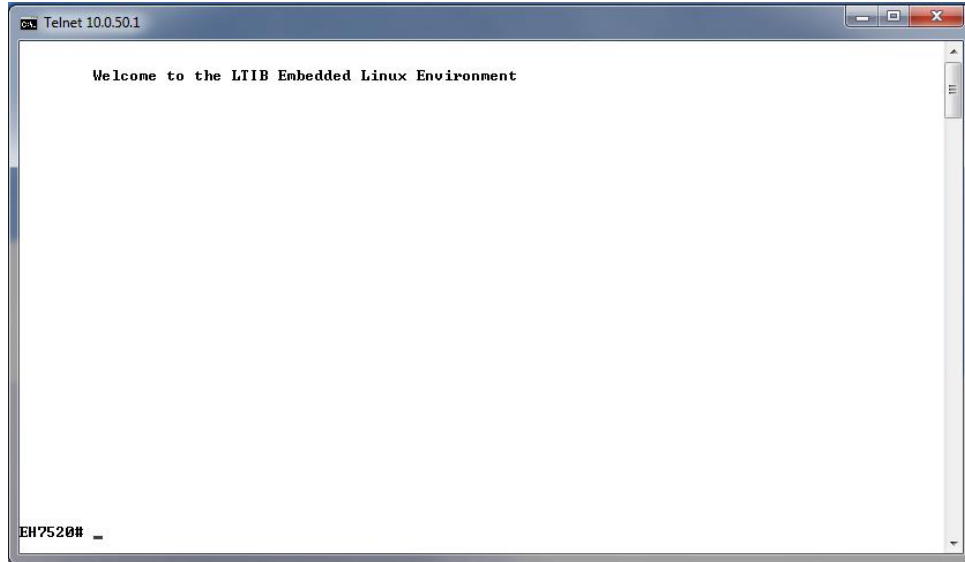 Telnet 10.0.50.1
Welcome to the LTIB Embedded Linux Environment
EH7520# _